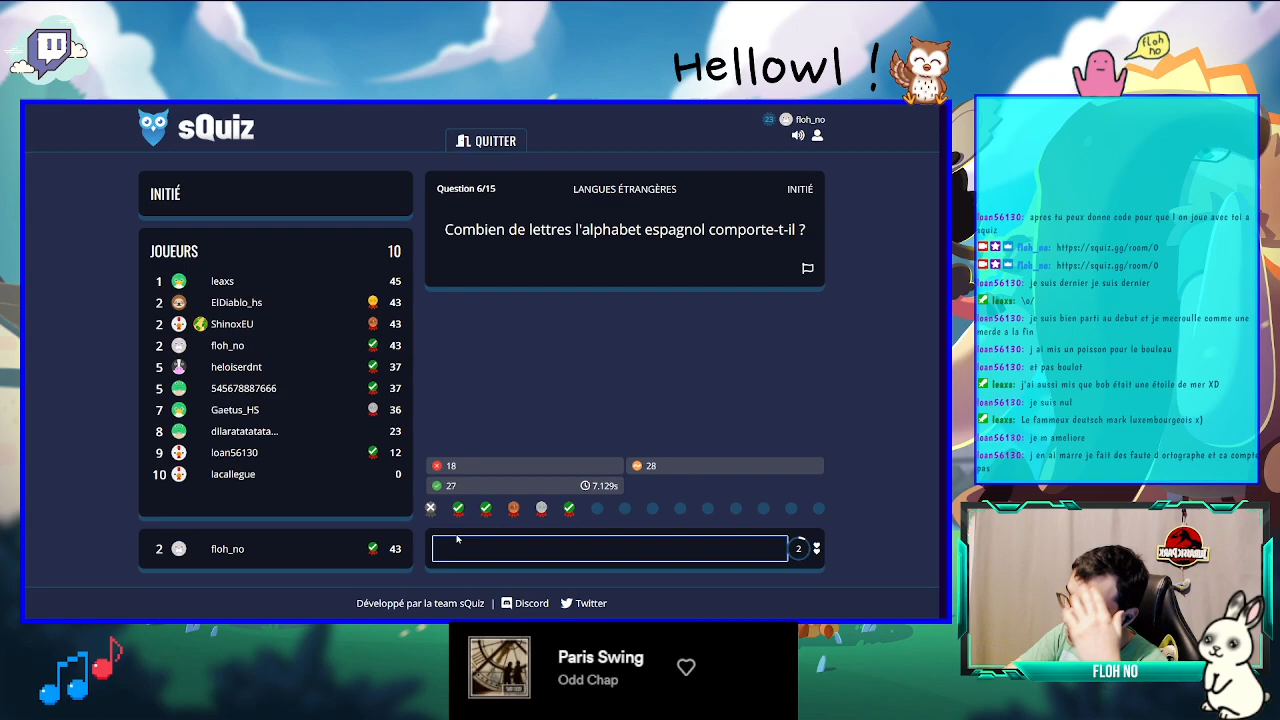 Hellowl !
floh
no
sQuiz
QUITTER
23 floh_no
INITIÉ
JOUEURS 10
1 leaxs 45
2 ElDiablo_hs 43
2 ShinoxEU 43
2 floh_no 43
5 heloiserdnt 37
5 545678887666 37
7 Gaetus_HS 36
8 dilaratatata... 23
9 loan56130 12
10 lacallegue 0
2 floh_no 43
Question 6/15 LANGUES ÉTRANGÈRES INITIÉ
Combien de lettres l'alphabet espagnol comporte-t-il ?
18 28
27 7.129s
2
Développé par la team sQuiz | Discord Twitter
loan56130: apres tu peux donne code pour que l on joue avec toi a
squiz
floh_no: https://squiz.gg/room/0
floh_no: https://squiz.gg/room/0
loan56130: je suis dernier je suis dernier
leaxs: \o/
loan56130: je suis bien parti au debut et je mecroulle comme une
merde a la fin
loan56130: j ai mis un poisson pour le bouleau
loan56130: et pas boulot
leaxs: j'ai aussi mis que bob était une étoile de mer XD
loan56130: je suis nul
leaxs: Le fammoux deutsch mark luxembourgeois x)
loan56130: je m ameliore
loan56130: j en ai marre je fait des faute d ortographe et ca compte
pas
JURASSIC PARK
FLOH NO
Paris Swing
Odd Chap